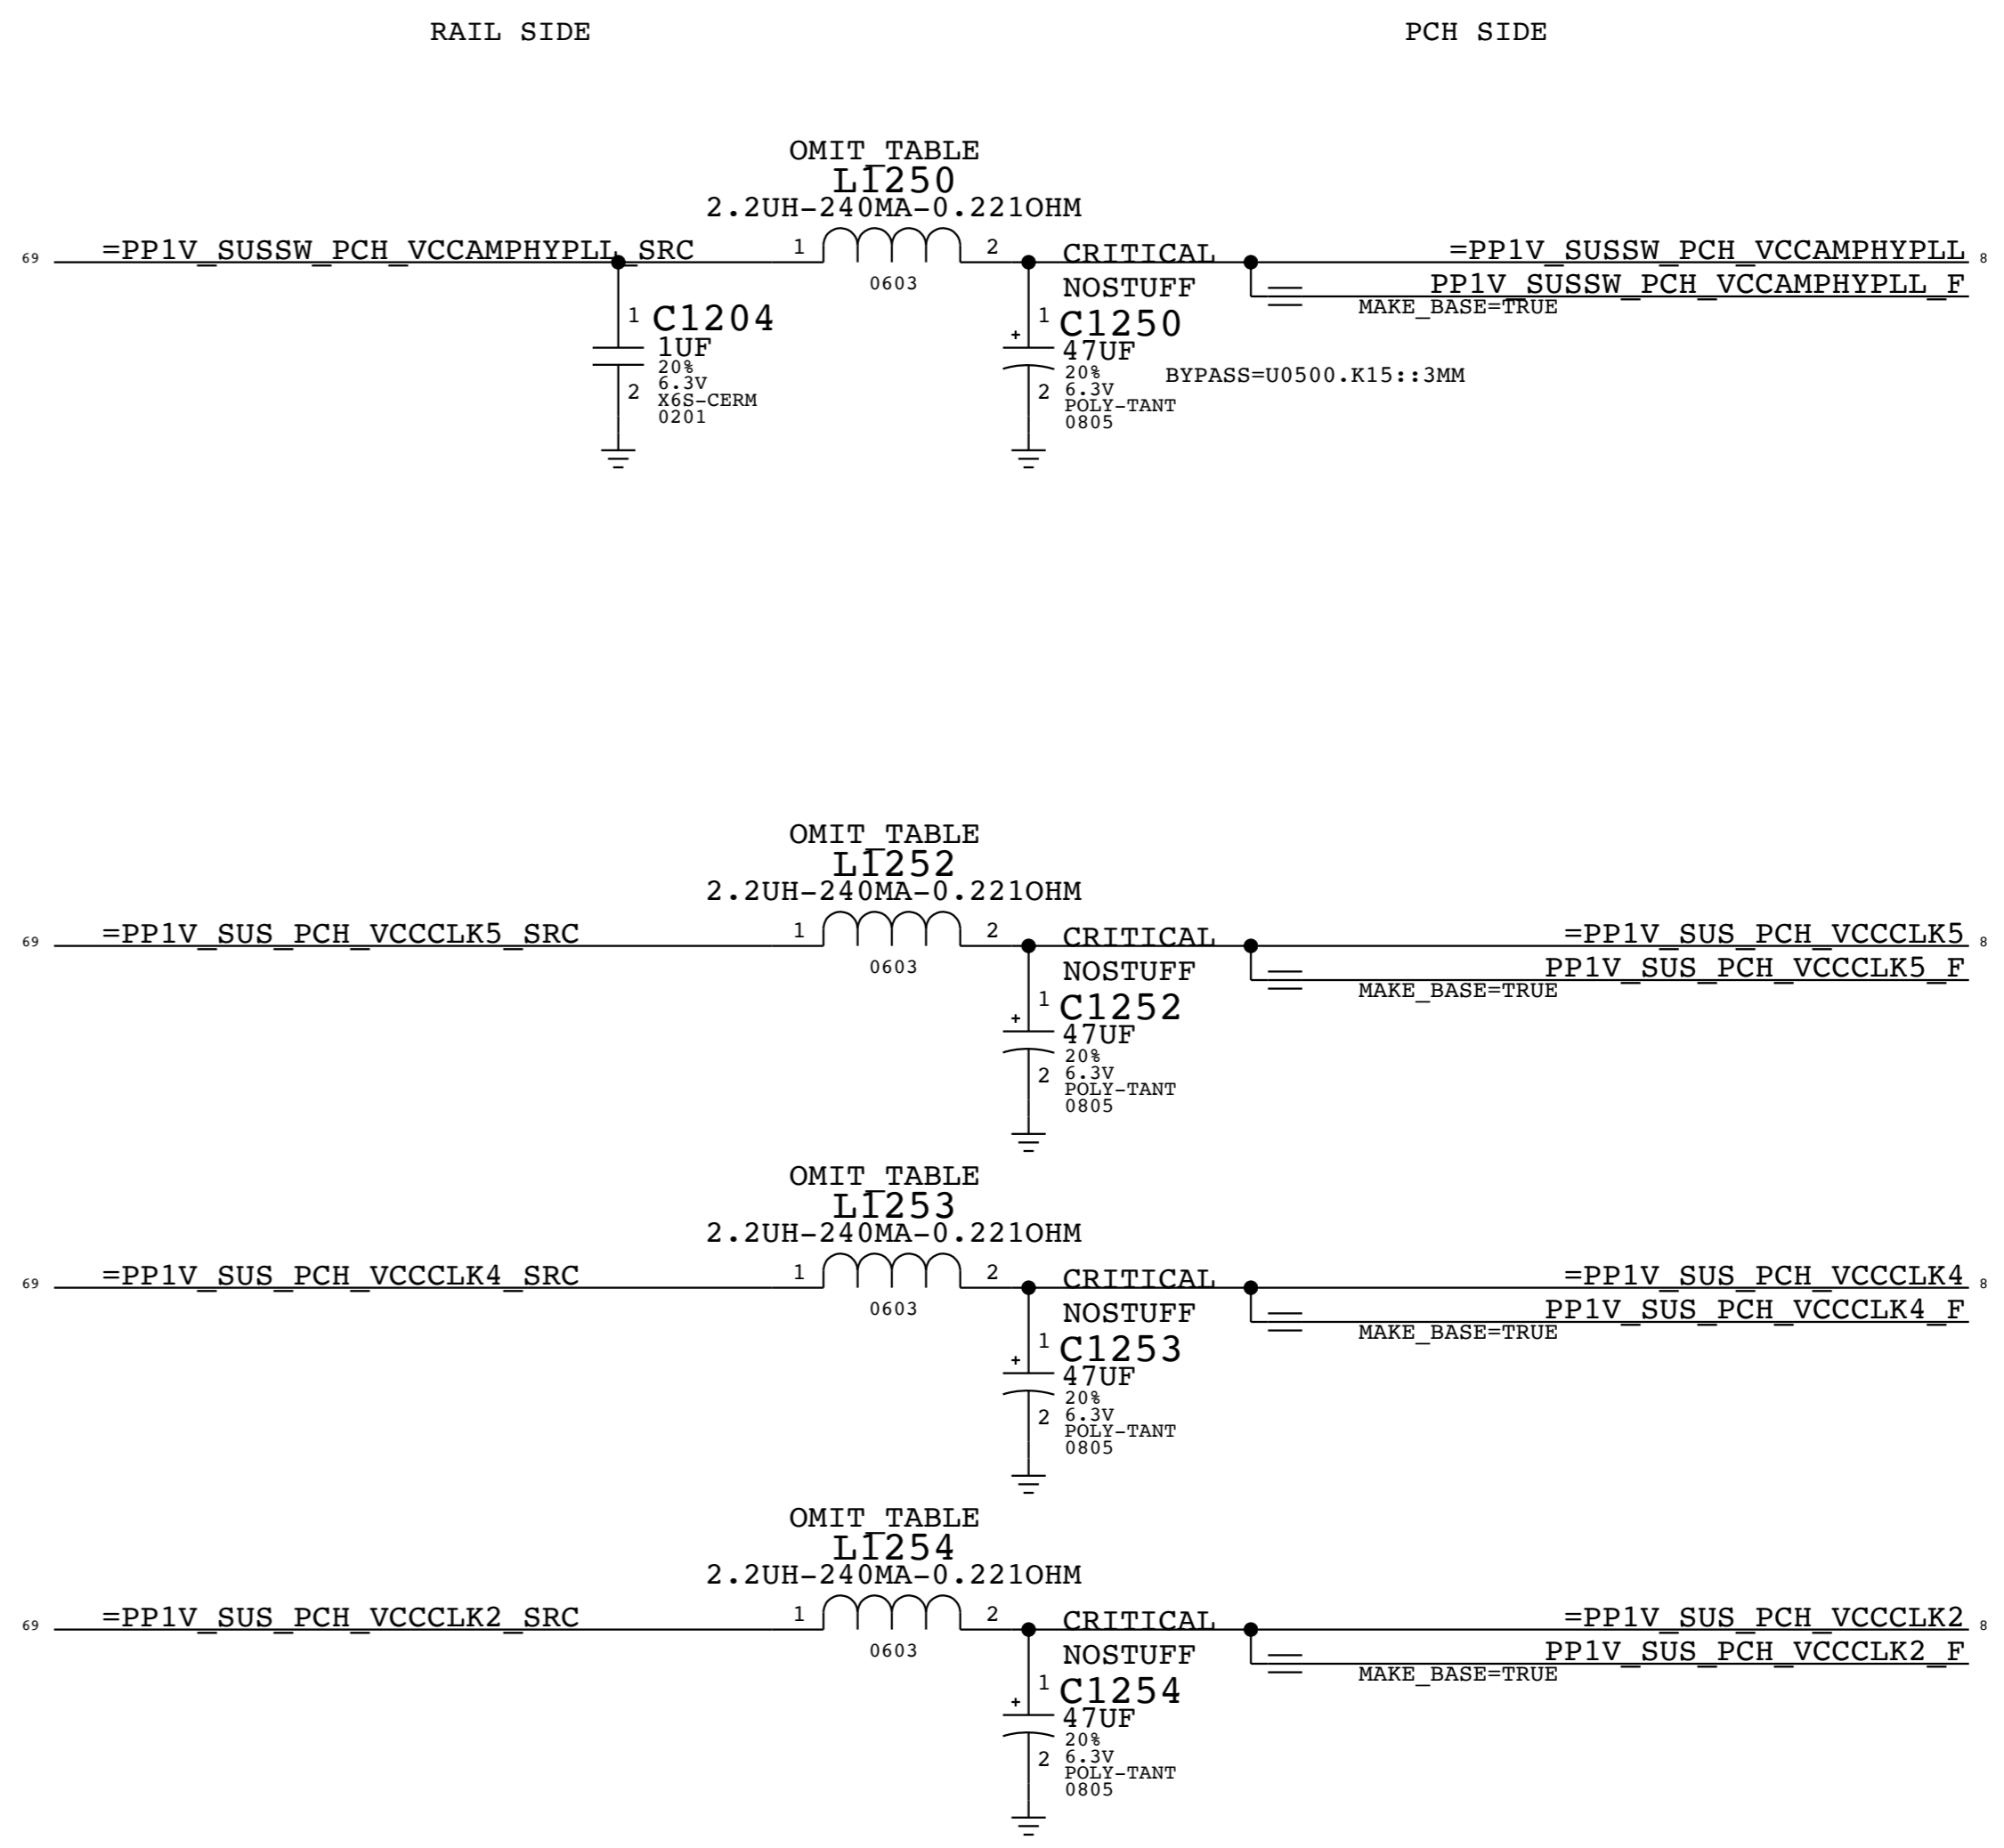 RAIL SIDE
PCH SIDE
OMIT_TABLE
L1250
2.2UH-240MA-0.221OHM
69
=PP1V_SUSSW_PCH_VCCAMPHYPLL_SRC
1
2
0603
CRITICAL
NOSTUFF
=PP1V_SUSSW_PCH_VCCAMPHYPLL
8
PP1V_SUSSW_PCH_VCCAMPHYPLL_F
MAKE_BASE=TRUE
1
C1204
1UF
20%
6.3V
X6S-CERM
0201
2
1
+
C1250
47UF
20%
6.3V
POLY-TANT
0805
2
BYPASS=U0500.K15::3MM
OMIT_TABLE
L1252
2.2UH-240MA-0.221OHM
69
=PP1V_SUS_PCH_VCCCLK5_SRC
1
2
0603
CRITICAL
NOSTUFF
=PP1V_SUS_PCH_VCCCLK5
8
PP1V_SUS_PCH_VCCCLK5_F
MAKE_BASE=TRUE
1
+
C1252
47UF
20%
6.3V
POLY-TANT
0805
2
OMIT_TABLE
L1253
2.2UH-240MA-0.221OHM
69
=PP1V_SUS_PCH_VCCCLK4_SRC
1
2
0603
CRITICAL
NOSTUFF
=PP1V_SUS_PCH_VCCCLK4
8
PP1V_SUS_PCH_VCCCLK4_F
MAKE_BASE=TRUE
1
+
C1253
47UF
20%
6.3V
POLY-TANT
0805
2
OMIT_TABLE
L1254
2.2UH-240MA-0.221OHM
69
=PP1V_SUS_PCH_VCCCLK2_SRC
1
2
0603
CRITICAL
NOSTUFF
=PP1V_SUS_PCH_VCCCLK2
8
PP1V_SUS_PCH_VCCCLK2_F
MAKE_BASE=TRUE
1
+
C1254
47UF
20%
6.3V
POLY-TANT
0805
2